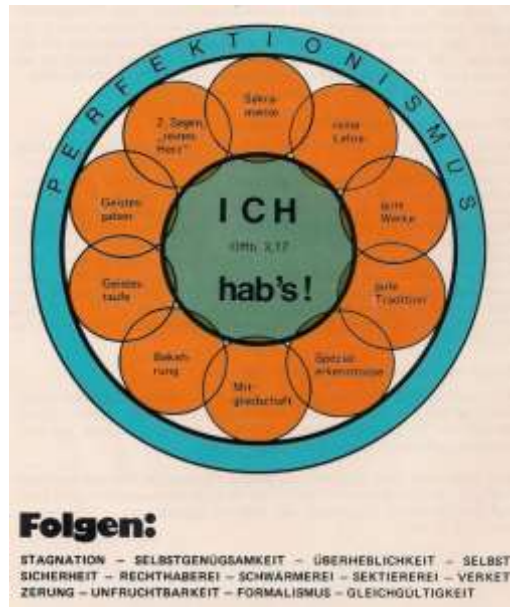 PERFEKTIONISMUS
Sakra-
mente
reine
Lehre
gute
Werke
gute
Tradition
Spezial-
erkenntnisse
Mit-
gliedschaft
Bekeh-
rung
Geistes-
taufe
Geistes-
gaben
2. Segen,
„reines
Herz"
ICH
Offb. 3,17
hab's!
Folgen:
STAGNATION – SELBSTGENÜGSAMKEIT – ÜBERHEBLICHKEIT – SELBST
SICHERHEIT – RECHTHABEREI – SCHWÄRMEREI – SEKTIEREREI – VERKET
ZERUNG – UNFRUCHTBARKEIT – FORMALISMUS – GLEICHGÜLTIGKEIT